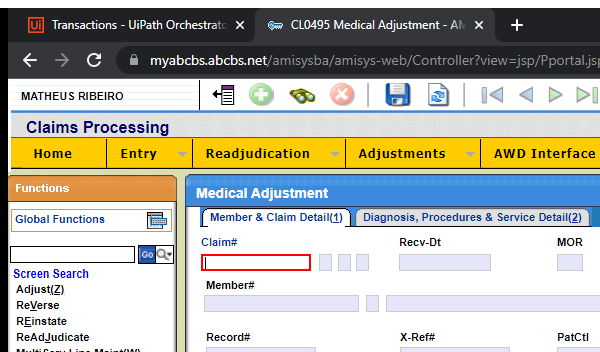 Ui Transactions - UiPath Orchestrato × CL0495 Medical Adjustment - AM × +
myabcbs.abcbs.net/amisysba/amisys-web/Controller?view=jsp/Pportal.jsp
MATHEUS RIBEIRO
Claims Processing
Home Entry Readjudication Adjustments AWD Interface
Functions
Medical Adjustment
Global Functions
Member & Claim Detail(1) Diagnosis, Procedures & Service Detail(2)
Claim# Recv-Dt MOR
Go
Screen Search
Adjust(Z)
Member#
ReVerse
REinstate
ReAdJudicate
Record# X-Ref# PatCtl
MultiServ Line Maint(W)